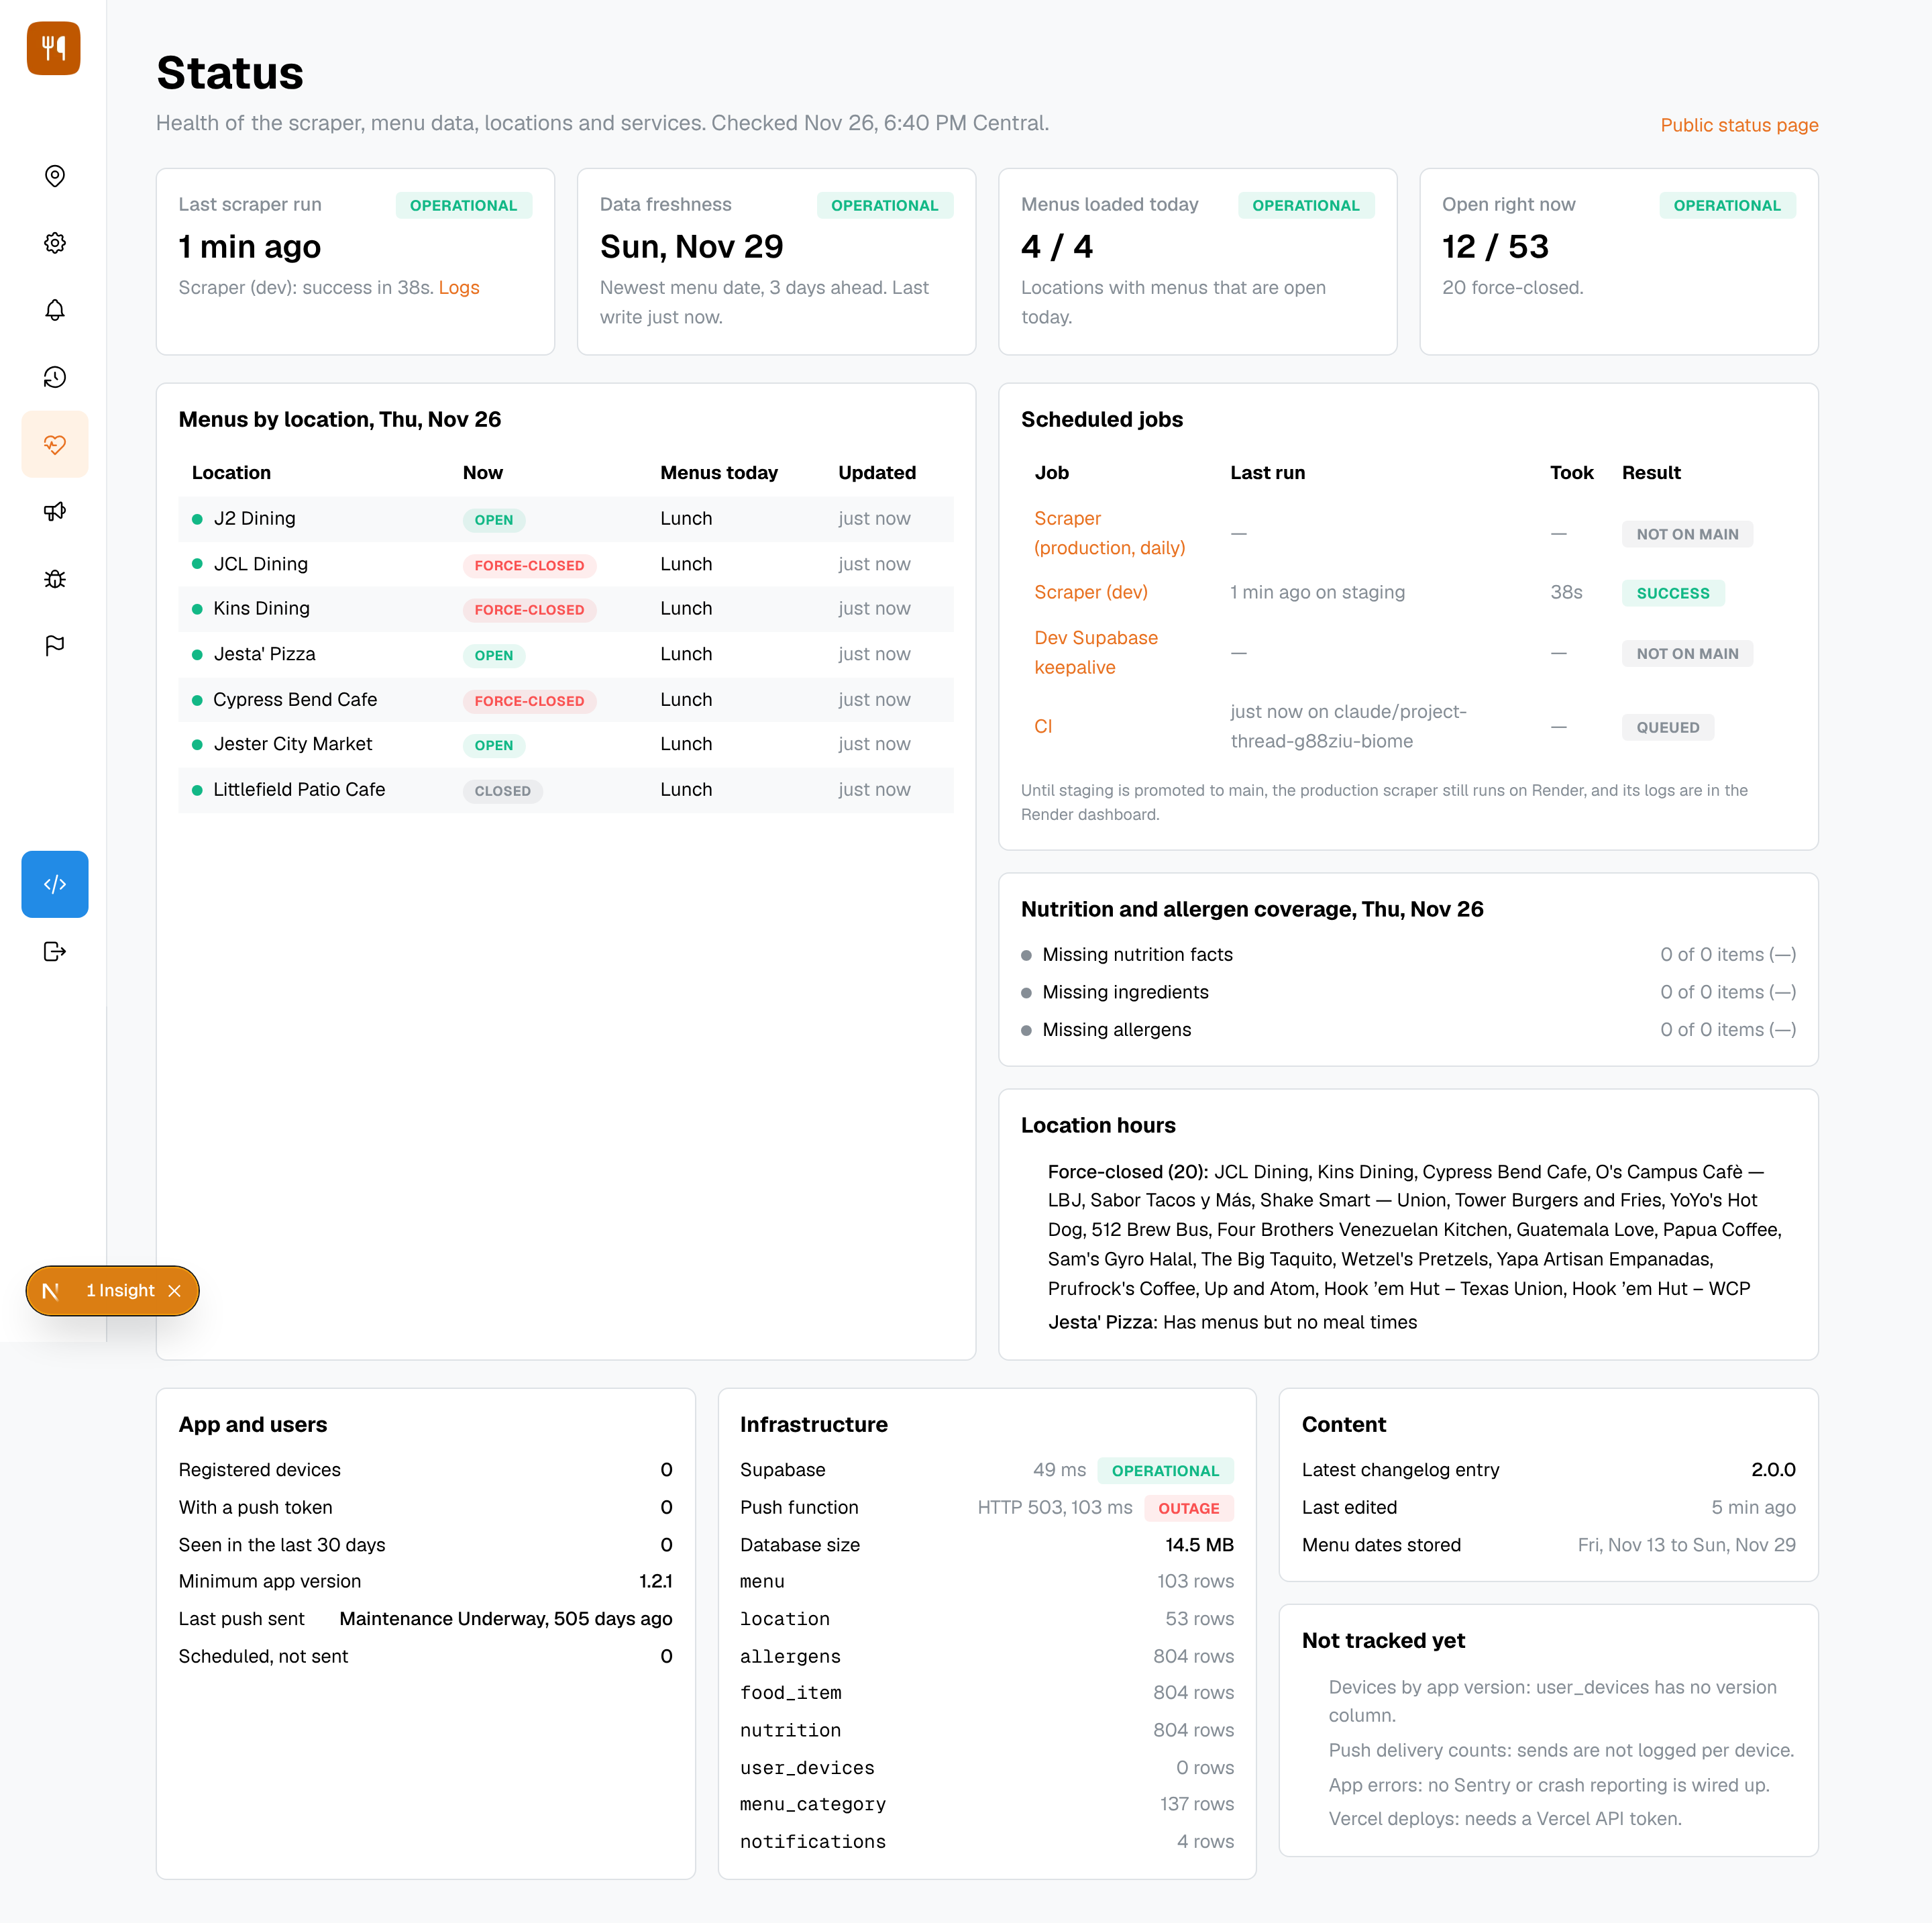 Status
Health of the scraper, menu data, locations and services. Checked Nov 26, 6:40 PM Central.
Public status page
Last scraper run
OPERATIONAL
1 min ago
Scraper (dev): success in 38s. Logs
Data freshness
OPERATIONAL
Sun, Nov 29
Newest menu date, 3 days ahead. Last
write just now.
Menus loaded today
OPERATIONAL
4 / 4
Locations with menus that are open
today.
Open right now
OPERATIONAL
12 / 53
20 force-closed.
Menus by location, Thu, Nov 26
Location Now Menus today Updated
J2 Dining OPEN Lunch just now
JCL Dining FORCE-CLOSED Lunch just now
Kins Dining FORCE-CLOSED Lunch just now
Jesta' Pizza OPEN Lunch just now
Cypress Bend Cafe FORCE-CLOSED Lunch just now
Jester City Market OPEN Lunch just now
Littlefield Patio Cafe CLOSED Lunch just now
Scheduled jobs
Job Last run Took Result
Scraper
(production, daily) — — NOT ON MAIN
Scraper (dev) 1 min ago on staging 38s SUCCESS
Dev Supabase
keepalive — — NOT ON MAIN
CI just now on claude/project-
thread-g88ziu-biome — QUEUED
Until staging is promoted to main, the production scraper still runs on Render, and its logs are in the
Render dashboard.
Nutrition and allergen coverage, Thu, Nov 26
Missing nutrition facts 0 of 0 items (—)
Missing ingredients 0 of 0 items (—)
Missing allergens 0 of 0 items (—)
Location hours
Force-closed (20): JCL Dining, Kins Dining, Cypress Bend Cafe, O's Campus Cafè —
LBJ, Sabor Tacos y Más, Shake Smart — Union, Tower Burgers and Fries, YoYo's Hot
Dog, 512 Brew Bus, Four Brothers Venezuelan Kitchen, Guatemala Love, Papua Coffee,
Sam's Gyro Halal, The Big Taquito, Wetzel's Pretzels, Yapa Artisan Empanadas,
Prufrock's Coffee, Up and Atom, Hook ’em Hut – Texas Union, Hook ’em Hut – WCP
Jesta' Pizza: Has menus but no meal times
N 1 Insight
App and users
Registered devices 0
With a push token 0
Seen in the last 30 days 0
Minimum app version 1.2.1
Last push sent Maintenance Underway, 505 days ago
Scheduled, not sent 0
Infrastructure
Supabase 49 ms OPERATIONAL
Push function HTTP 503, 103 ms OUTAGE
Database size 14.5 MB
menu 103 rows
location 53 rows
allergens 804 rows
food_item 804 rows
nutrition 804 rows
user_devices 0 rows
menu_category 137 rows
notifications 4 rows
Content
Latest changelog entry 2.0.0
Last edited 5 min ago
Menu dates stored Fri, Nov 13 to Sun, Nov 29
Not tracked yet
Devices by app version: user_devices has no version
column.
Push delivery counts: sends are not logged per device.
App errors: no Sentry or crash reporting is wired up.
Vercel deploys: needs a Vercel API token.